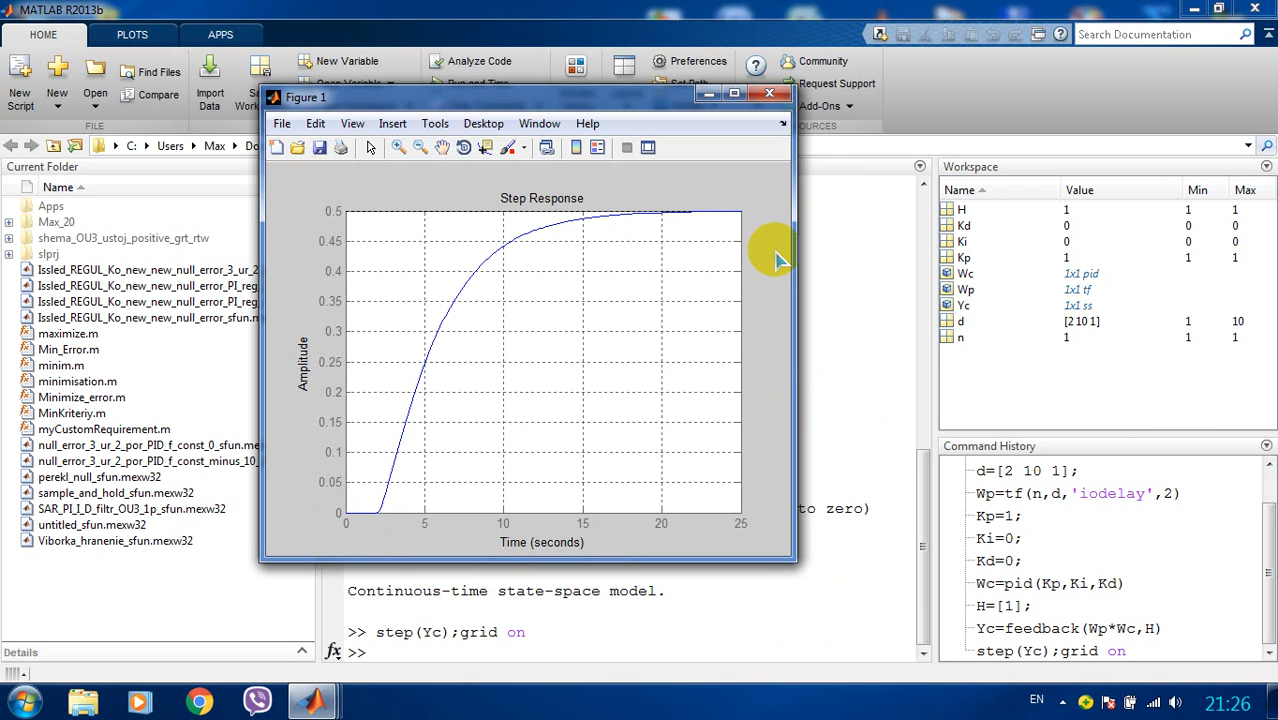 MATLAB R2013b
HOME
PLOTS
APPS
Search Documentation
New Script
New
Open
Find Files
Compare
Import Data
New Variable
Analyze Code
Set Path
Community
Request Support
Add-Ons
FILE
Figure 1
File Edit View Insert Tools Desktop Window Help
C: Users Max
Current Folder
Name
Apps
Max_20
shema_OU3_ustoj_positive_grt_rtw
slprj
Issled_REGUL_Ko_new_new_null_error_3_ur_2
Issled_REGUL_Ko_new_new_null_error_PI_reg
Issled_REGUL_Ko_new_new_null_error_PI_reg
Issled_REGUL_Ko_new_new_null_error_sfun.m
maximize.m
Min_Error.m
minim.m
minimisation.m
Minimize_error.m
MinKriteriy.m
myCustomRequirement.m
null_error_3_ur_2_por_PID_f_const_0_sfun.me
null_error_3_ur_2_por_PID_f_const_minus_10_
perekl_null_sfun.mexw32
sample_and_hold_sfun.mexw32
SAR_PI_I_D_filtr_OU3_1p_sfun.mexw32
untitled_sfun.mexw32
Viborka_hranenie_sfun.mexw32
Details
Step Response
Amplitude
0.5
0.45
0.4
0.35
0.3
0.25
0.2
0.15
0.1
0.05
0
0 5 10 15 20 25
Time (seconds)
to zero)
Continuous-time state-space model.
>> step(Yc);grid on
fx >>
Workspace
Name Value Min Max
H 1 1 1
Kd 0 0 0
Ki 0 0 0
Kp 1 1 1
Wc 1x1 pid
Wp 1x1 tf
Yc 1x1 ss
d [2 10 1] 1 10
n 1 1 1
Command History
d=[2 10 1];
Wp=tf(n,d,'iodelay',2)
Kp=1;
Ki=0;
Kd=0;
Wc=pid(Kp,Ki,Kd)
H=[1];
Yc=feedback(Wp*Wc,H)
step(Yc);grid on
EN
21:26